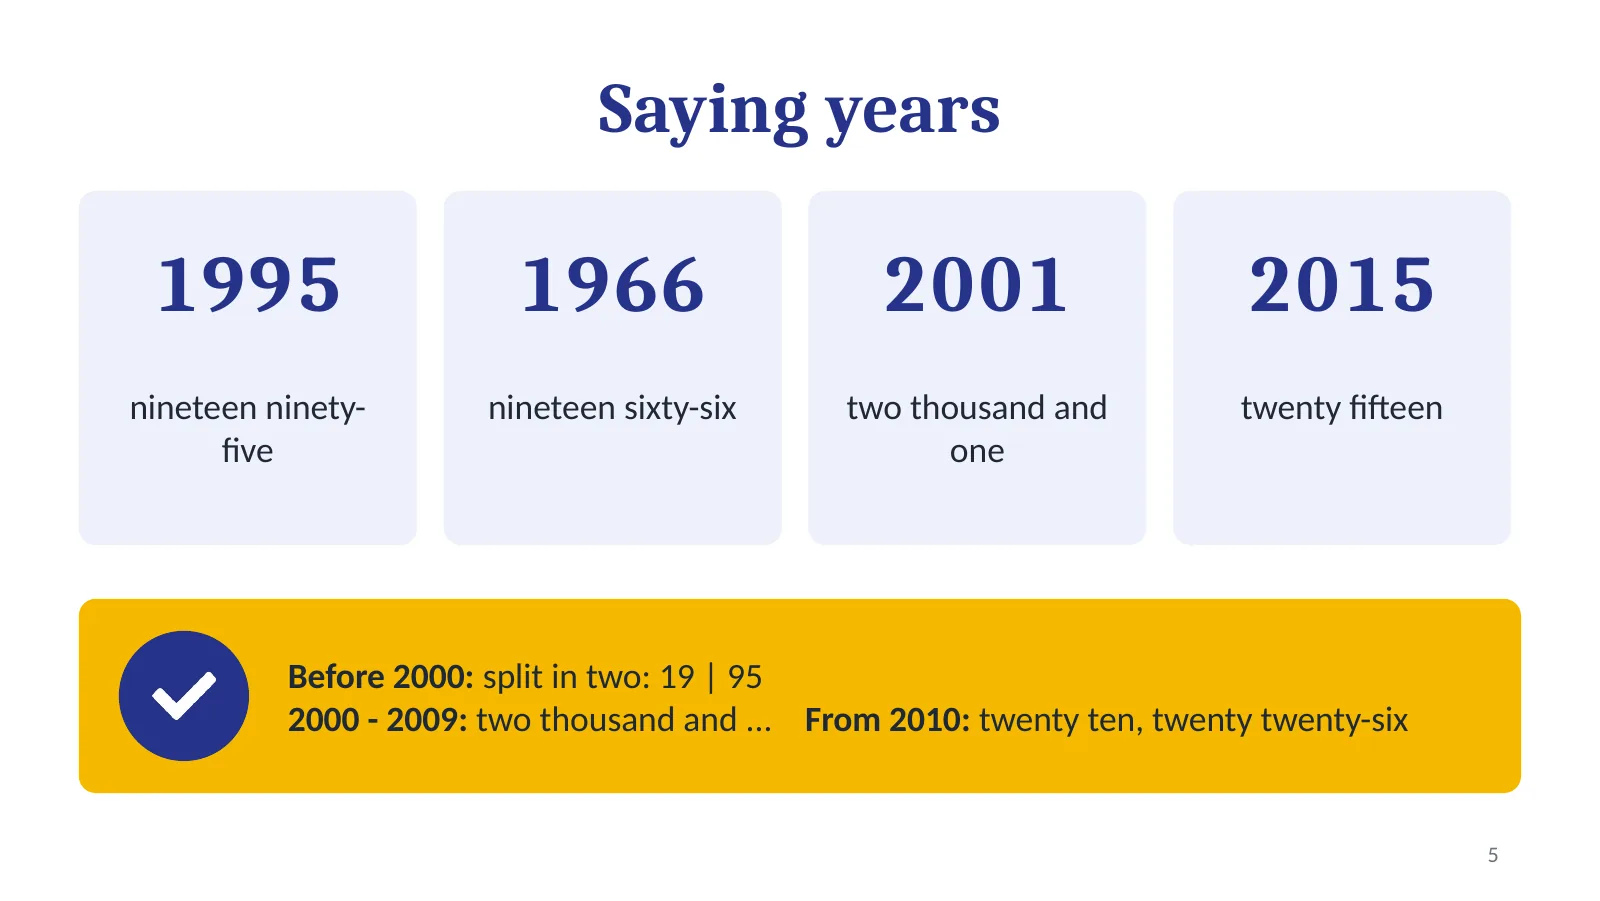 Saying years
1995
nineteen ninety-
five
1966
nineteen sixty-six
2001
two thousand and
one
2015
twenty fifteen
Before 2000: split in two: 19 | 95
2000 - 2009: two thousand and ... From 2010: twenty ten, twenty twenty-six
5